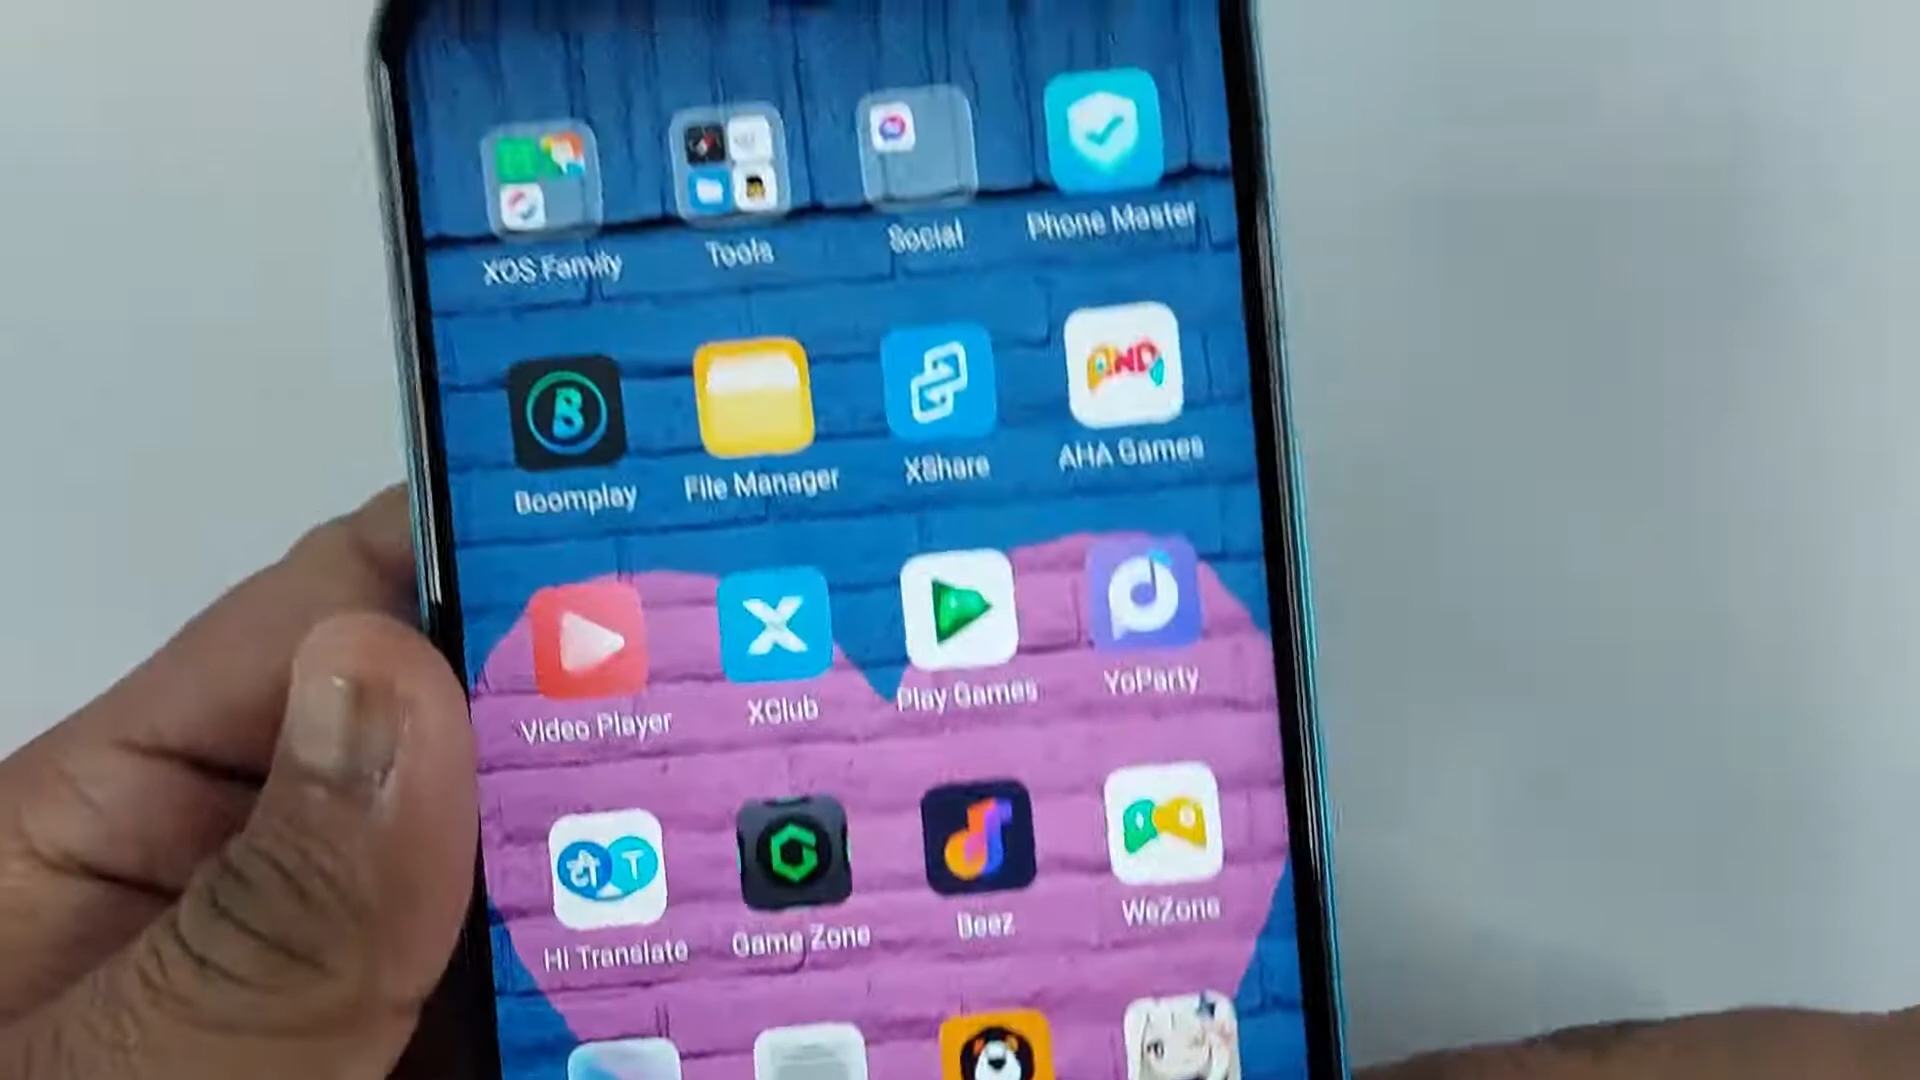 XOS Family Tools Social Phone Master
Boomplay File Manager XShare AHA Games
Video Player XClub Play Games YoParty
Hi Translate Game Zone Beez WeZone